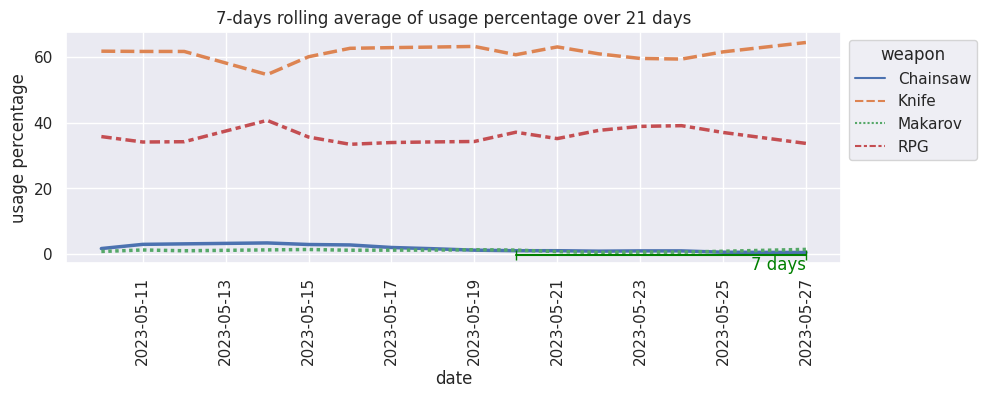 7-days rolling average of usage percentage over 21 days
usage percentage
60
40
20
0
7 days
2023-05-11
2023-05-13
2023-05-15
2023-05-17
2023-05-19
2023-05-21
2023-05-23
2023-05-25
2023-05-27
date
weapon
Chainsaw
Knife
Makarov
RPG